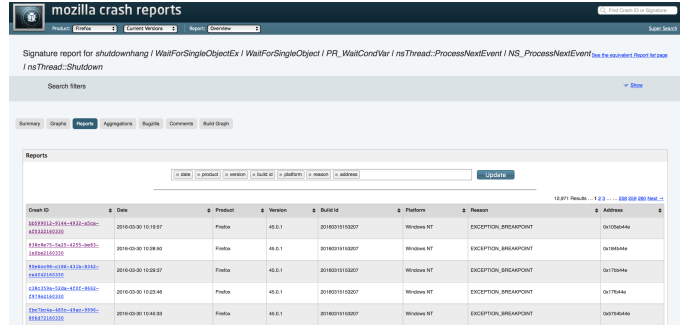 mozilla crash reports
Find Crash ID or Signature
Product: Firefox Current Versions Report: Overview Super Search
Signature report for shutdownhang | WaitForSingleObjectEx | WaitForSingleObject | PR_WaitCondVar | nsThread::ProcessNextEvent | NS_ProcessNextEvent See the equivalent Report list page
| nsThread::Shutdown
Search filters Show
Summary Graphs Reports Aggregations Bugzilla Comments Build Graph
Reports
× date × product × version × build id × platform × reason × address Update
12,971 Results ... 1 2 3 ... ... 258 259 260 Next →
Crash ID Date Product Version Build id Platform Reason Address
2016-03-30 10:19:57 Firefox 45.0.1 20160315153207 Windows NT EXCEPTION_BREAKPOINT 0x105eb44e
2016-03-30 10:28:50 Firefox 45.0.1 20160315153207 Windows NT EXCEPTION_BREAKPOINT 0x184b44e
2016-03-30 10:29:37 Firefox 45.0.1 20160315153207 Windows NT EXCEPTION_BREAKPOINT 0x17bb44e
2016-03-30 10:23:46 Firefox 45.0.1 20160315153207 Windows NT EXCEPTION_BREAKPOINT 0x17fb44e
2016-03-30 10:45:33 Firefox 45.0.1 20160315153207 Windows NT EXCEPTION_BREAKPOINT 0x5754b44e